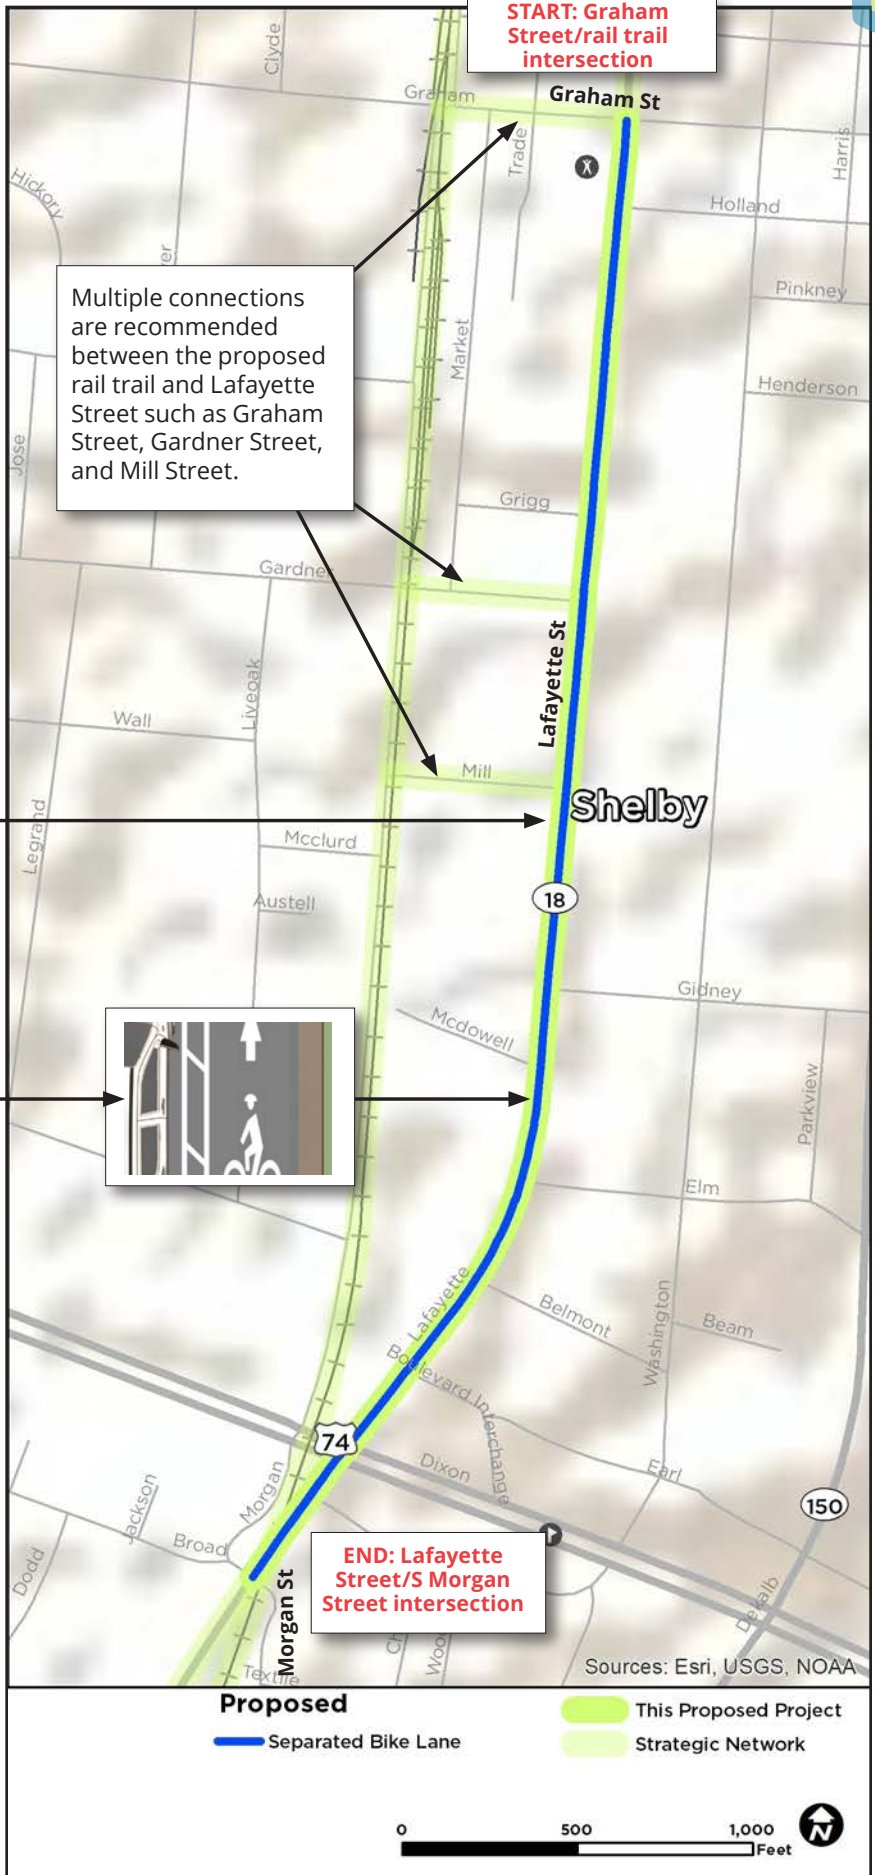 START: Graham
Street/rail trail
intersection
Clyde
Graham
Graham St
Trade
Harris
Hickory
Holland
Pinkney
Market
Multiple connections
are recommended
between the proposed
rail trail and Lafayette
Street such as Graham
Street, Gardner Street,
and Mill Street.
Henderson
Jose
Grigg
Gardner
Lafayette St
Liveoak
Wall
Mill
Shelby
Legrand
Mcclurd
Austell
18
Gidney
Mcdowell
Parkview
Elm
Lafayette
Belmont
Washington
Beam
Boulevard Interchange
74
Dixon
Earl
Morgan
Jackson
150
Broad
Dodd
END: Lafayette
Street/S Morgan
Street intersection
Morgan St
Dekalb
Textile
Sources: Esri, USGS, NOAA
Proposed
Separated Bike Lane
This Proposed Project
Strategic Network
0 500 1,000
Feet
N